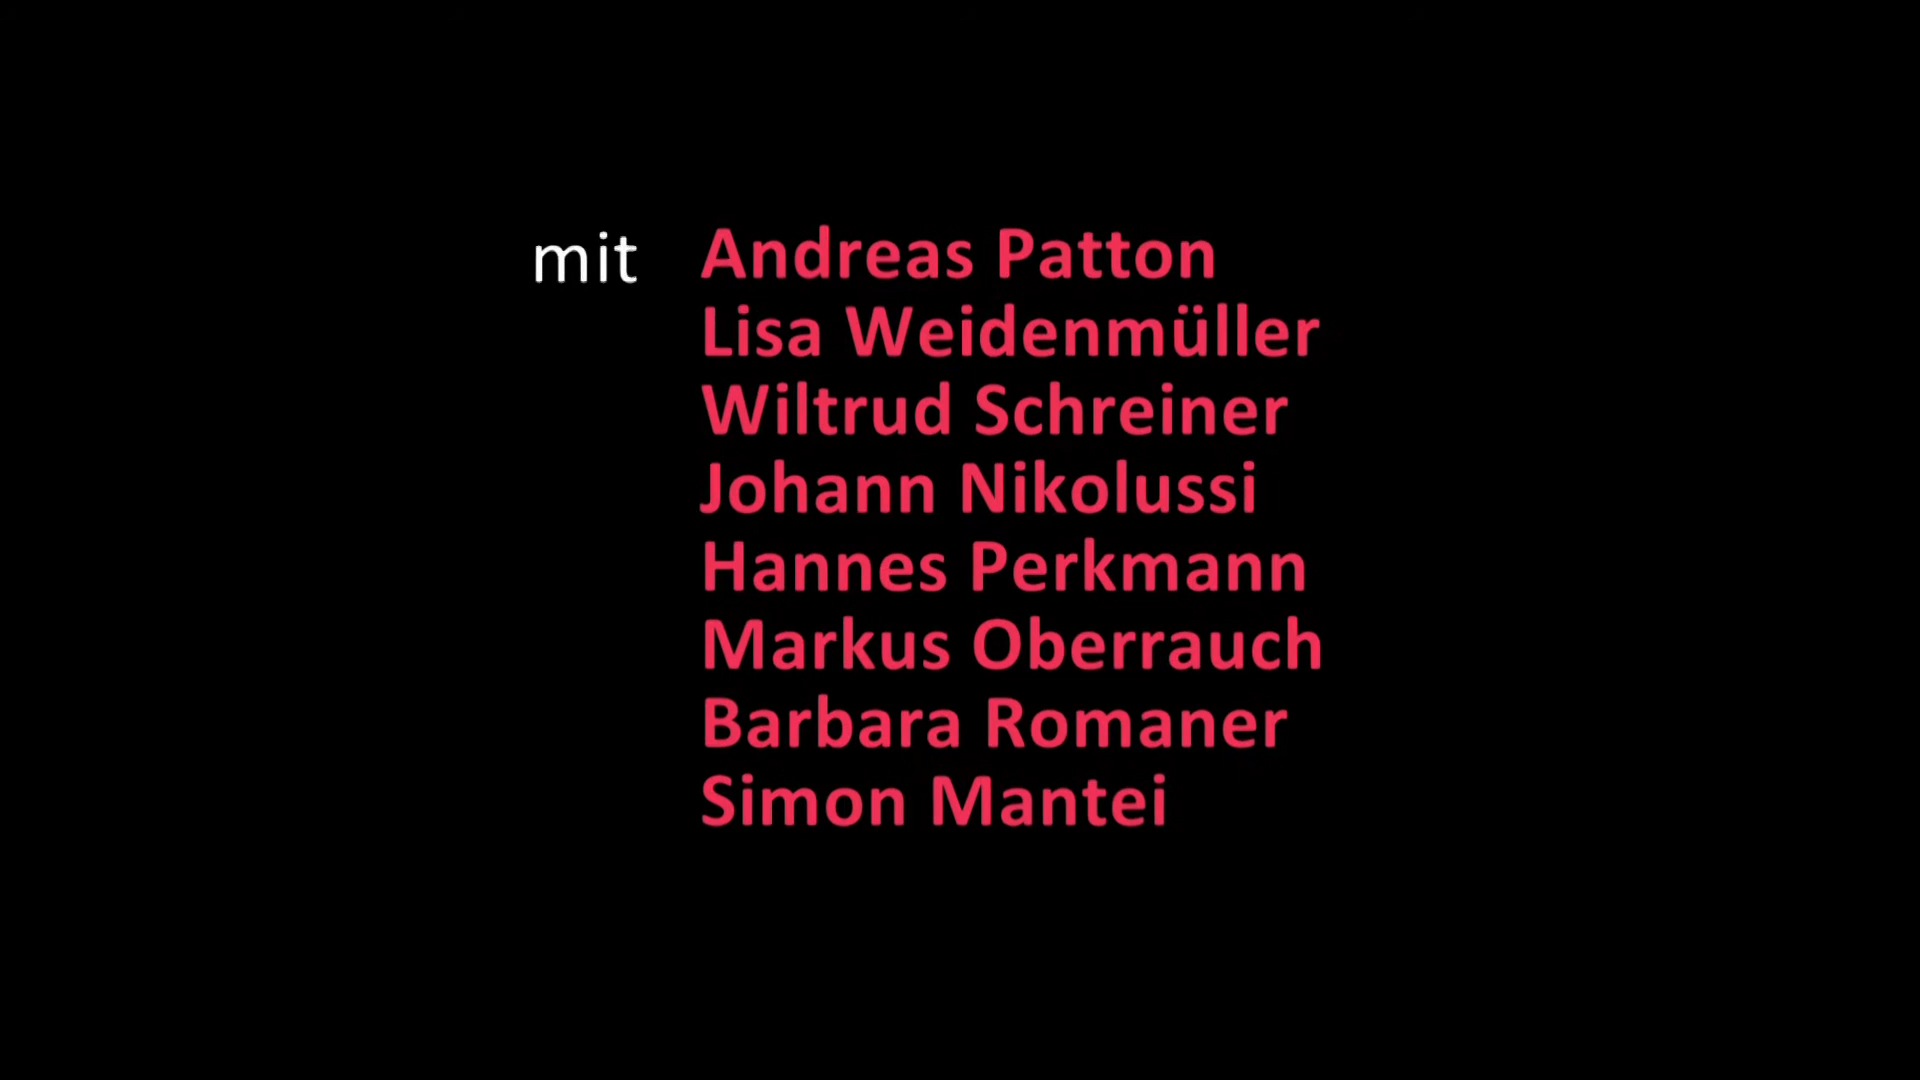 mit Andreas Patton
Lisa Weidenmüller
Wiltrud Schreiner
Johann Nikolussi
Hannes Perkmann
Markus Oberrauch
Barbara Romaner
Simon Mantei